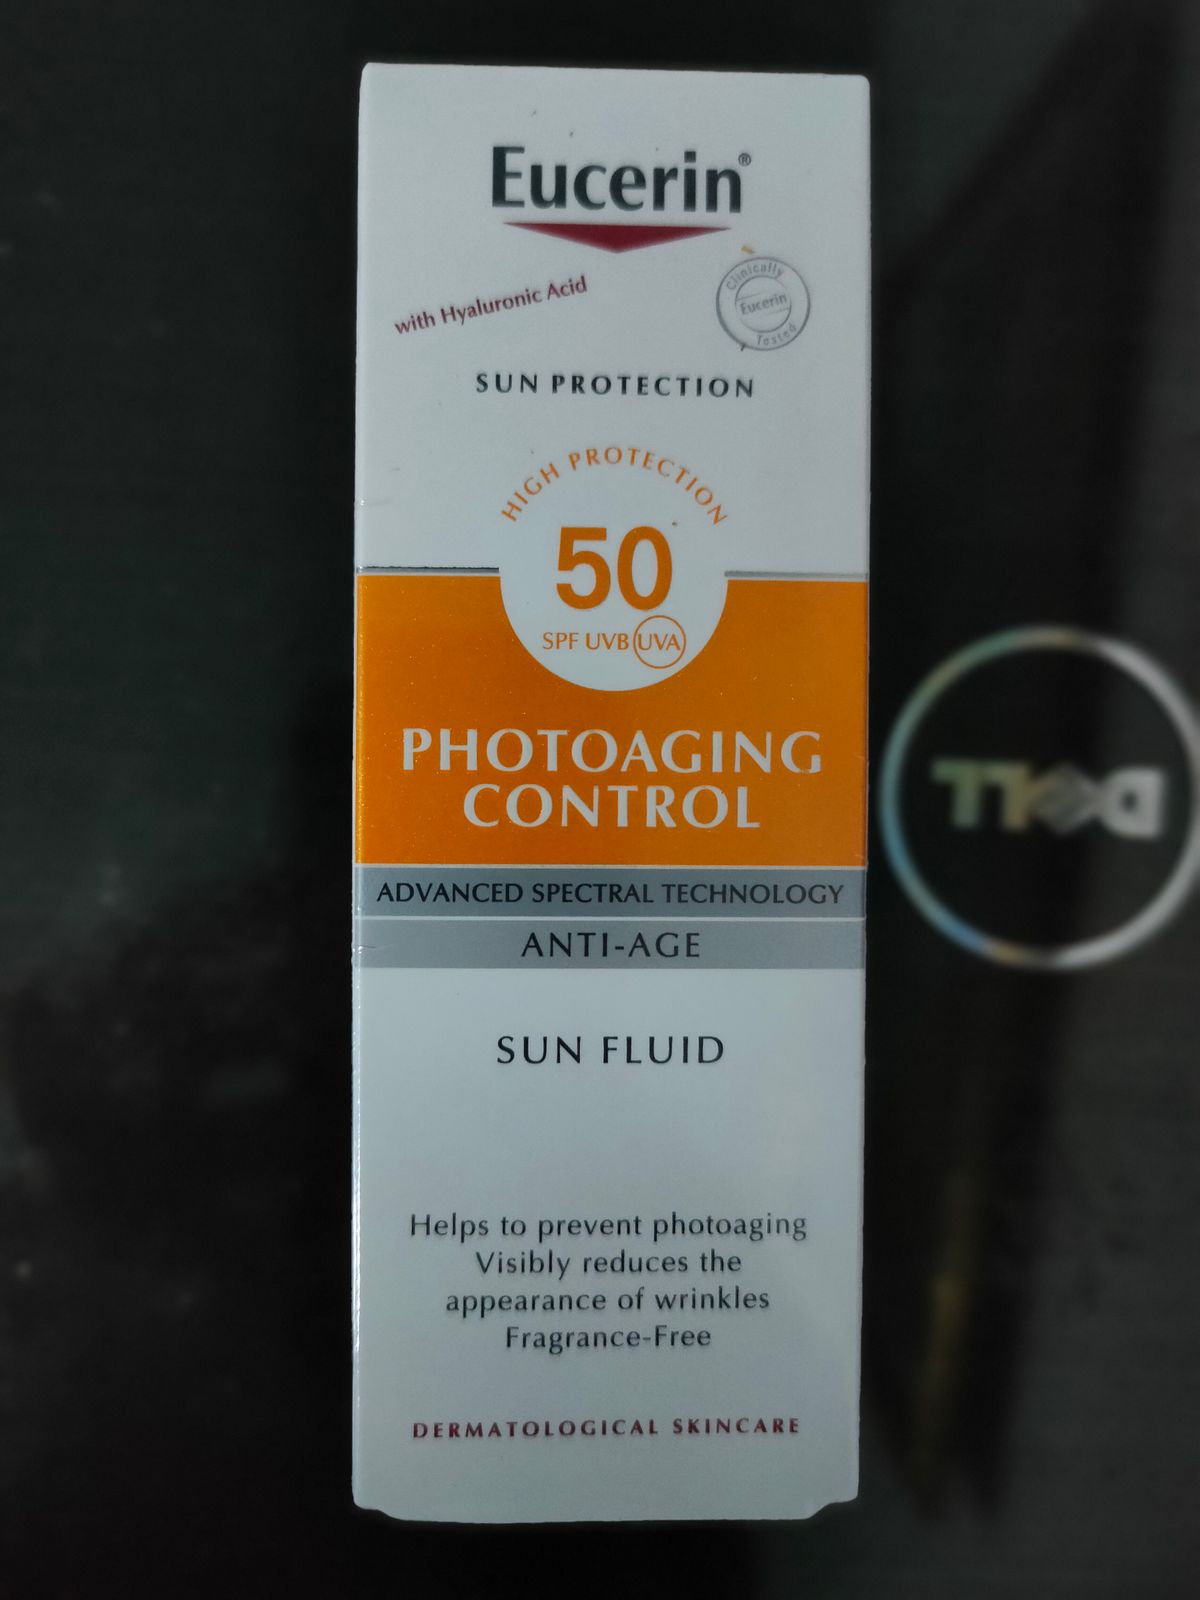 Eucerin®
with Hyaluronic Acid
Clinically
Eucerin
Tested
SUN PROTECTION
HIGH PROTECTION
50
SPF UVB UVA
PHOTOAGING
CONTROL
ADVANCED SPECTRAL TECHNOLOGY
ANTI-AGE
SUN FLUID
Helps to prevent photoaging
Visibly reduces the
appearance of wrinkles
Fragrance-Free
DERMATOLOGICAL SKINCARE
DELL